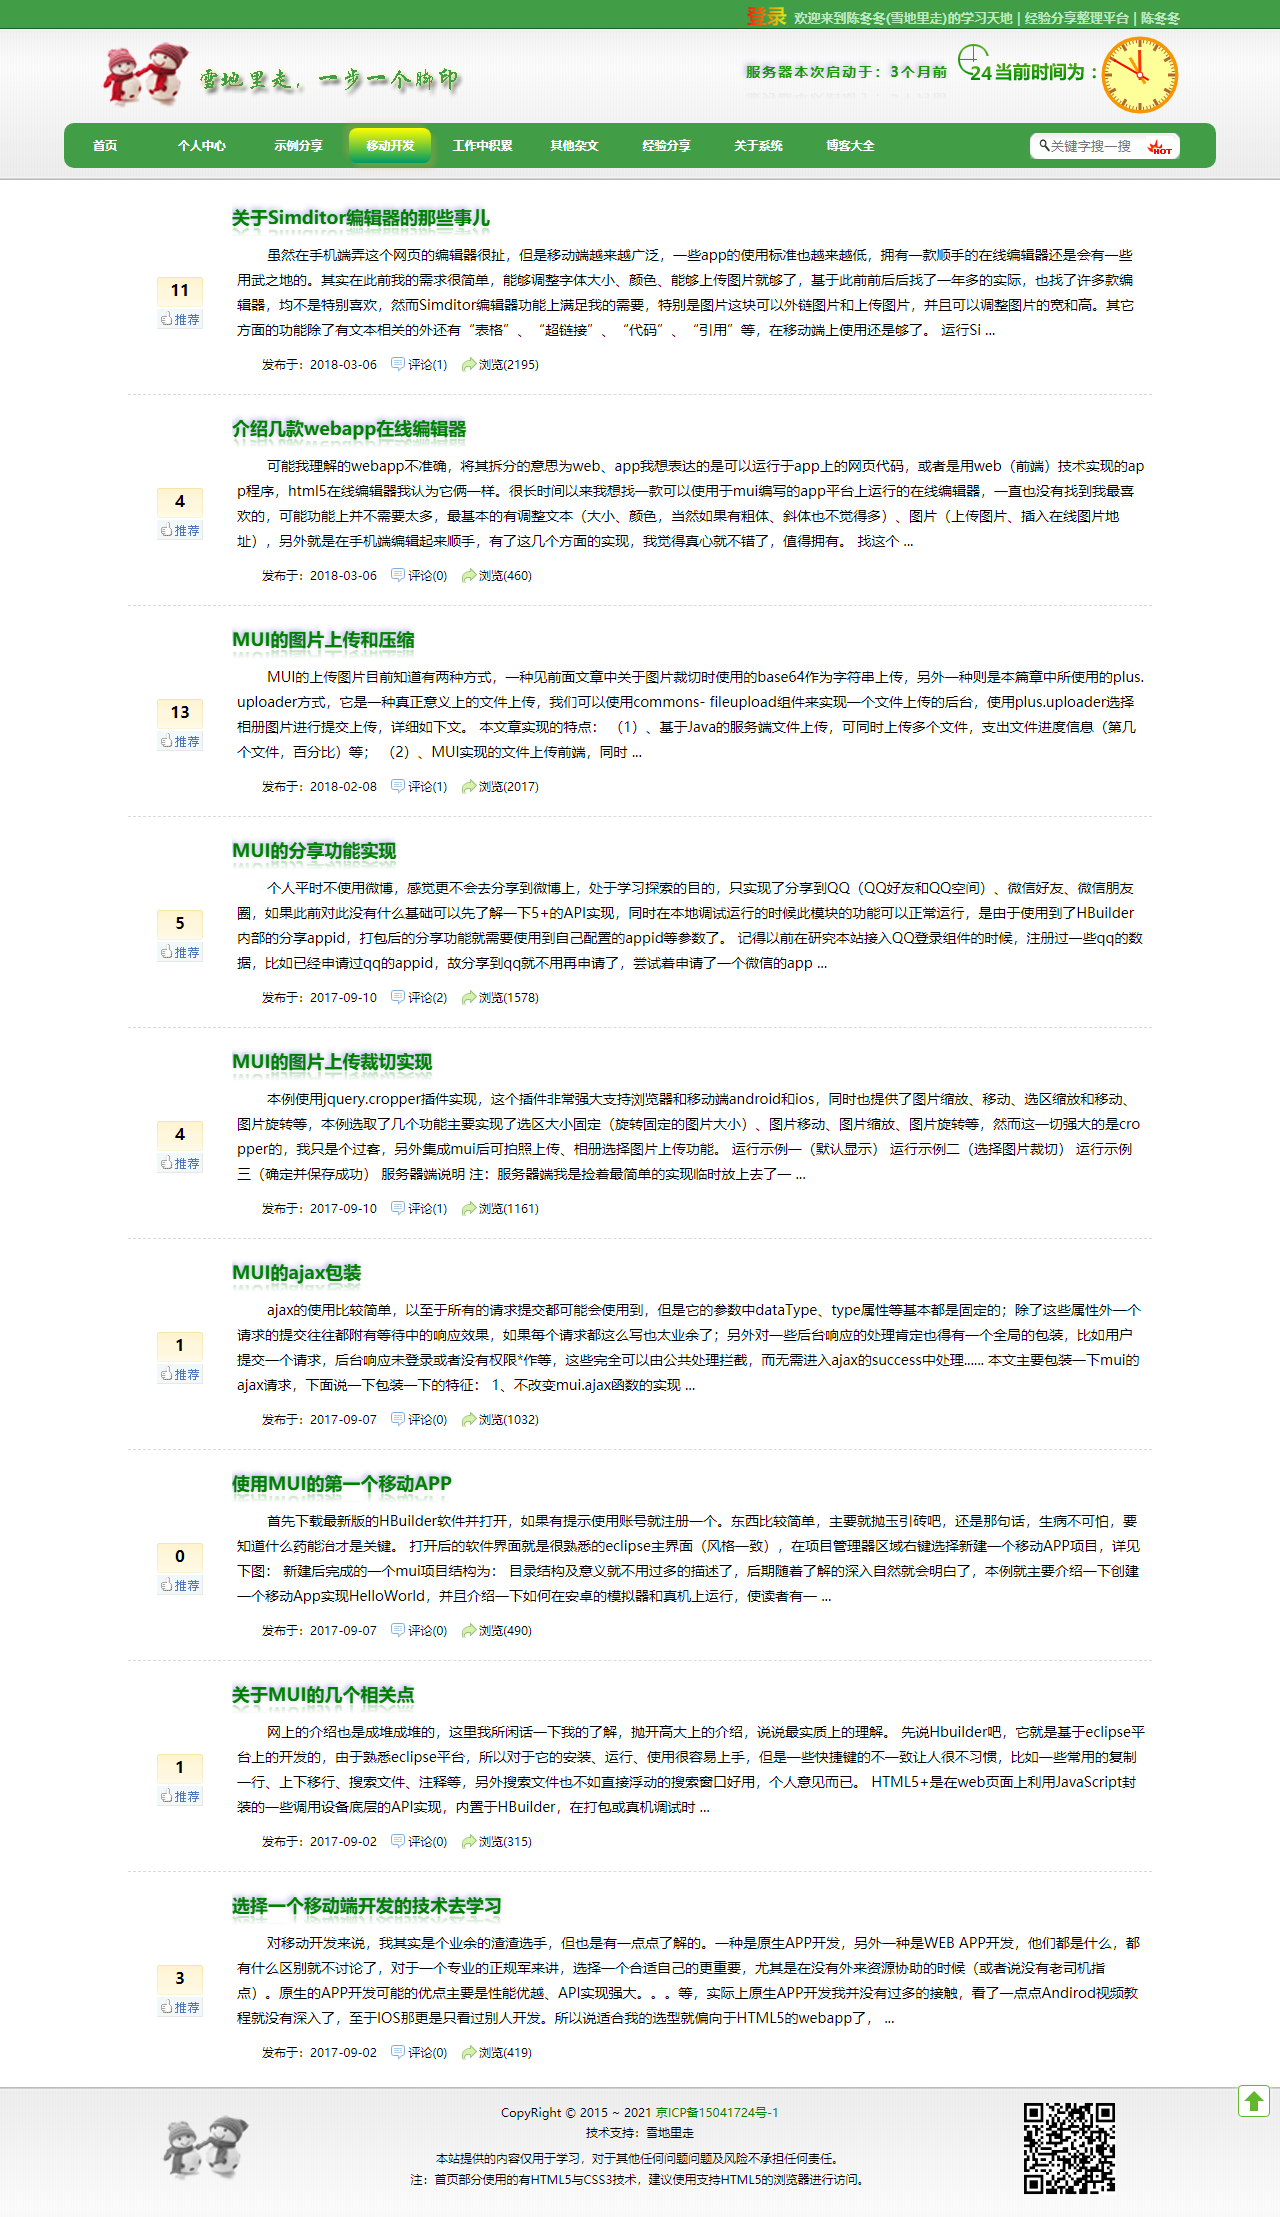 登录 欢迎来到陈冬冬(雪地里走)的学习天地 | 经验分享整理平台 | 陈冬冬
雪地里走，一步一个脚印
服务器本次启动于：3个月前 24 当前时间为：
首页 个人中心 示例分享 移动开发 工作中积累 其他杂文 经验分享 关于系统 博客大全 关键字搜一搜 HOT
关于Simditor编辑器的那些事儿
虽然在手机端弄这个网页的编辑器很扯，但是移动端越来越广泛，一些app的使用标准也越来越低，拥有一款顺手的在线编辑器还是会有一些
用武之地的。其实在此前我的需求很简单，能够调整字体大小、颜色、能够上传图片就够了，基于此前前后后找了一年多的实际，也找了许多款编
辑器，均不是特别喜欢，然而Simditor编辑器功能上满足我的需要，特别是图片这块可以外链图片和上传图片，并且可以调整图片的宽和高。其它
方面的功能除了有文本相关的外还有“表格”、“超链接”、“代码”、“引用”等，在移动端上使用还是够了。 运行Si ...
11
推荐
发布于：2018-03-06 评论(1) 浏览(2195)
介绍几款webapp在线编辑器
可能我理解的webapp不准确，将其拆分的意思为web、app我想表达的是可以运行于app上的网页代码，或者是用web（前端）技术实现的ap
p程序，html5在线编辑器我认为它俩一样。很长时间以来我想找一款可以使用于mui编写的app平台上运行的在线编辑器，一直也没有找到我最喜
欢的，可能功能上并不需要太多，最基本的有调整文本（大小、颜色，当然如果有粗体、斜体也不觉得多）、图片（上传图片、插入在线图片地
址），另外就是在手机端编辑起来顺手，有了这几个方面的实现，我觉得真心就不错了，值得拥有。 找这个 ...
4
推荐
发布于：2018-03-06 评论(0) 浏览(460)
MUI的图片上传和压缩
MUI的上传图片目前知道有两种方式，一种见前面文章中关于图片裁切时使用的base64作为字符串上传，另外一种则是本篇章中所使用的plus.
uploader方式，它是一种真正意义上的文件上传，我们可以使用commons- fileupload组件来实现一个文件上传的后台，使用plus.uploader选择
相册图片进行提交上传，详细如下文。 本文章实现的特点： （1）、基于Java的服务端文件上传，可同时上传多个文件，支出文件进度信息（第几
个文件，百分比）等； （2）、MUI实现的文件上传前端，同时 ...
13
推荐
发布于：2018-02-08 评论(1) 浏览(2017)
MUI的分享功能实现
个人平时不使用微博，感觉更不会去分享到微博上，处于学习探索的目的，只实现了分享到QQ（QQ好友和QQ空间）、微信好友、微信朋友
圈，如果此前对此没有什么基础可以先了解一下5+的API实现，同时在本地调试运行的时候此模块的功能可以正常运行，是由于使用到了HBuilder
内部的分享appid，打包后的分享功能就需要使用到自己配置的appid等参数了。 记得以前在研究本站接入QQ登录组件的时候，注册过一些qq的数
据，比如已经申请过qq的appid，故分享到qq就不用再申请了，尝试着申请了一个微信的app ...
5
推荐
发布于：2017-09-10 评论(2) 浏览(1578)
MUI的图片上传裁切实现
本例使用jquery.cropper插件实现，这个插件非常强大支持浏览器和移动端android和ios，同时也提供了图片缩放、移动、选区缩放和移动、
图片旋转等，本例选取了几个功能主要实现了选区大小固定（旋转固定的图片大小）、图片移动、图片缩放、图片旋转等，然而这一切强大的是cro
pper的，我只是个过客，另外集成mui后可拍照上传、相册选择图片上传功能。 运行示例一（默认显示） 运行示例二（选择图片裁切） 运行示例
三（确定并保存成功） 服务器端说明 注：服务器端我是捡着最简单的实现临时放上去了一 ...
4
推荐
发布于：2017-09-10 评论(1) 浏览(1161)
MUI的ajax包装
ajax的使用比较简单，以至于所有的请求提交都可能会使用到，但是它的参数中dataType、type属性等基本都是固定的；除了这些属性外一个
请求的提交往往都附有等待中的响应效果，如果每个请求都这么写也太业余了；另外对一些后台响应的处理肯定也得有一个全局的包装，比如用户
提交一个请求，后台响应未登录或者没有权限*作等，这些完全可以由公共处理拦截，而无需进入ajax的success中处理...... 本文主要包装一下mui的
ajax请求，下面说一下包装一下的特征： 1、不改变mui.ajax函数的实现 ...
1
推荐
发布于：2017-09-07 评论(0) 浏览(1032)
使用MUI的第一个移动APP
首先下载最新版的HBuilder软件并打开，如果有提示使用账号就注册一个。东西比较简单，主要就抛玉引砖吧，还是那句话，生病不可怕，要
知道什么药能治才是关键。 打开后的软件界面就是很熟悉的eclipse主界面（风格一致），在项目管理器区域右键选择新建一个移动APP项目，详见
下图： 新建后完成的一个mui项目结构为： 目录结构及意义就不用过多的描述了，后期随着了解的深入自然就会明白了，本例就主要介绍一下创建
一个移动App实现HelloWorld，并且介绍一下如何在安卓的模拟器和真机上运行，使读者有一 ...
0
推荐
发布于：2017-09-07 评论(0) 浏览(490)
关于MUI的几个相关点
网上的介绍也是成堆成堆的，这里我所闲话一下我的了解，抛开高大上的介绍，说说最实质上的理解。 先说Hbuilder吧，它就是基于eclipse平
台上的开发的，由于熟悉eclipse平台，所以对于它的安装、运行、使用很容易上手，但是一些快捷键的不一致让人很不习惯，比如一些常用的复制
一行、上下移行、搜索文件、注释等，另外搜索文件也不如直接浮动的搜索窗口好用，个人意见而已。 HTML5+是在web页面上利用JavaScript封
装的一些调用设备底层的API实现，内置于HBuilder，在打包或真机调试时 ...
1
推荐
发布于：2017-09-02 评论(0) 浏览(315)
选择一个移动端开发的技术去学习
对移动开发来说，我其实是个业余的渣渣选手，但也是有一点点了解的。一种是原生APP开发，另外一种是WEB APP开发，他们都是什么，都
有什么区别就不讨论了，对于一个专业的正规军来讲，选择一个合适自己的更重要，尤其是在没有外来资源协助的时候（或者说没有老司机指
点）。原生的APP开发可能的优点主要是性能优越、API实现强大。。。等，实际上原生APP开发我并没有过多的接触，看了一点点Andirod视频教
程就没有深入了，至于IOS那更是只看过别人开发。所以说适合我的选型就偏向于HTML5的webapp了， ...
3
推荐
发布于：2017-09-02 评论(0) 浏览(419)
CopyRight © 2015 ~ 2021 京ICP备15041724号-1
技术支持：雪地里走
本站提供的内容仅用于学习，对于其他任何问题问题及风险不承担任何责任。
注：首页部分使用的有HTML5与CSS3技术，建议使用支持HTML5的浏览器进行访问。